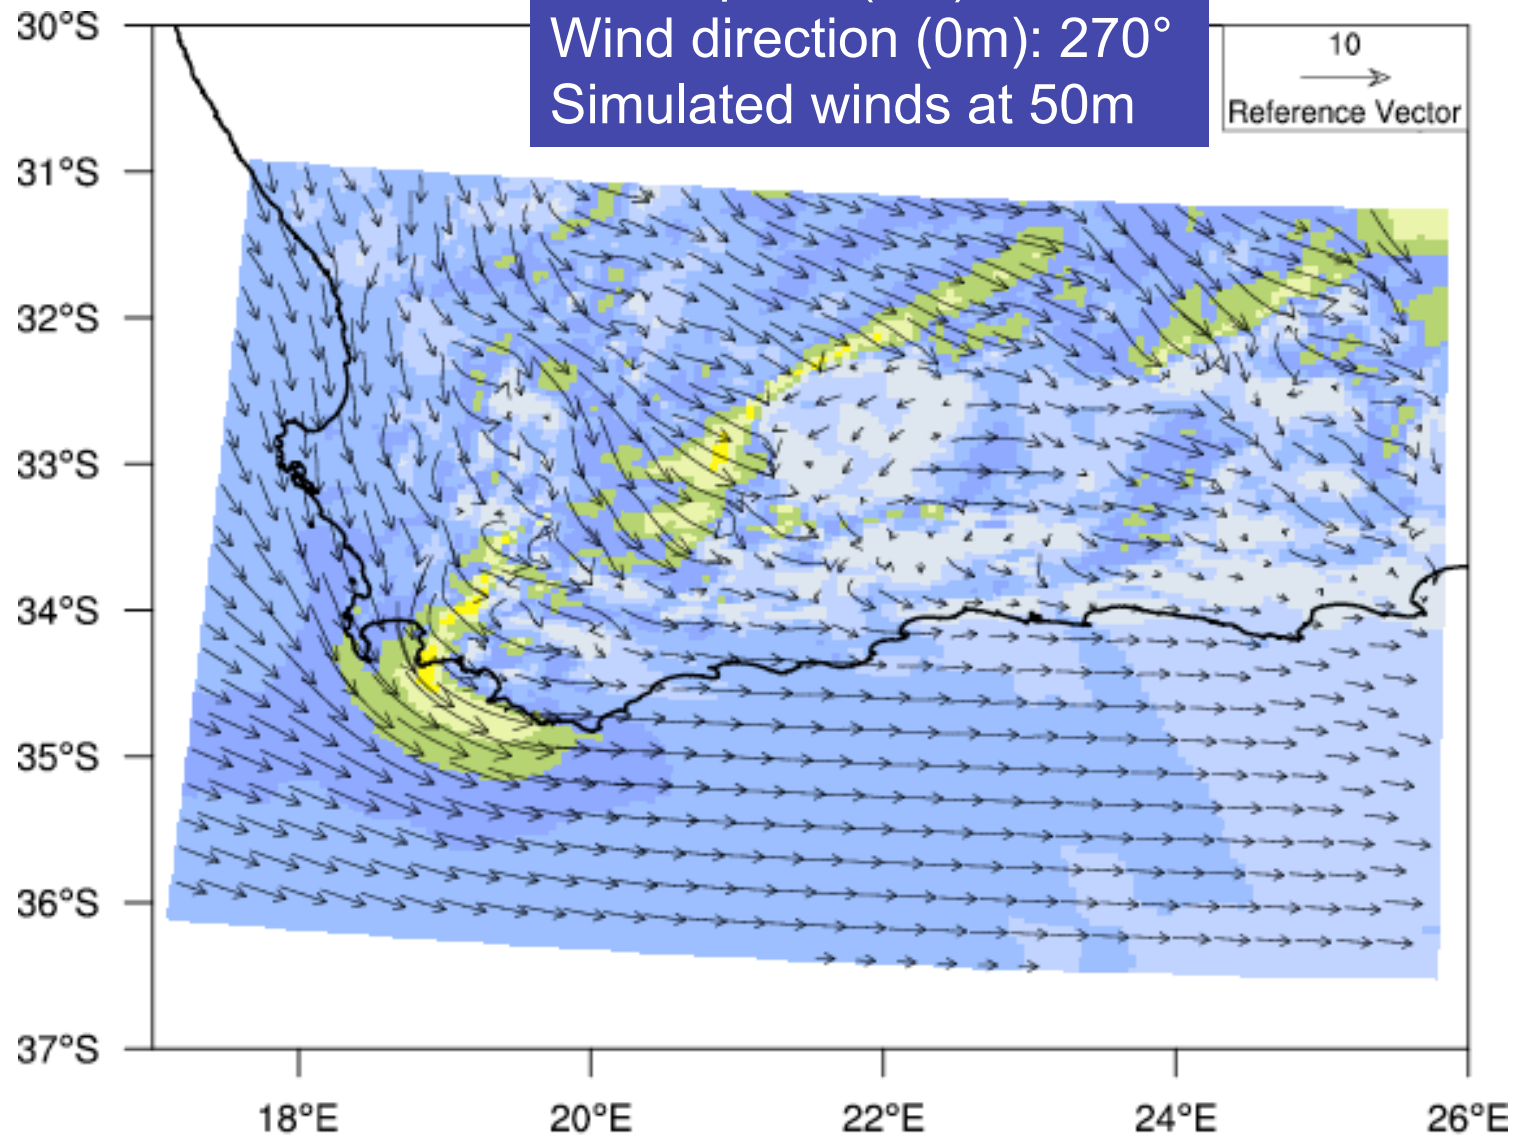 Wind direction (0m): 270°
Simulated winds at 50m
10
Reference Vector
30°S
31°S
32°S
33°S
34°S
35°S
36°S
37°S
18°E
20°E
22°E
24°E
26°E